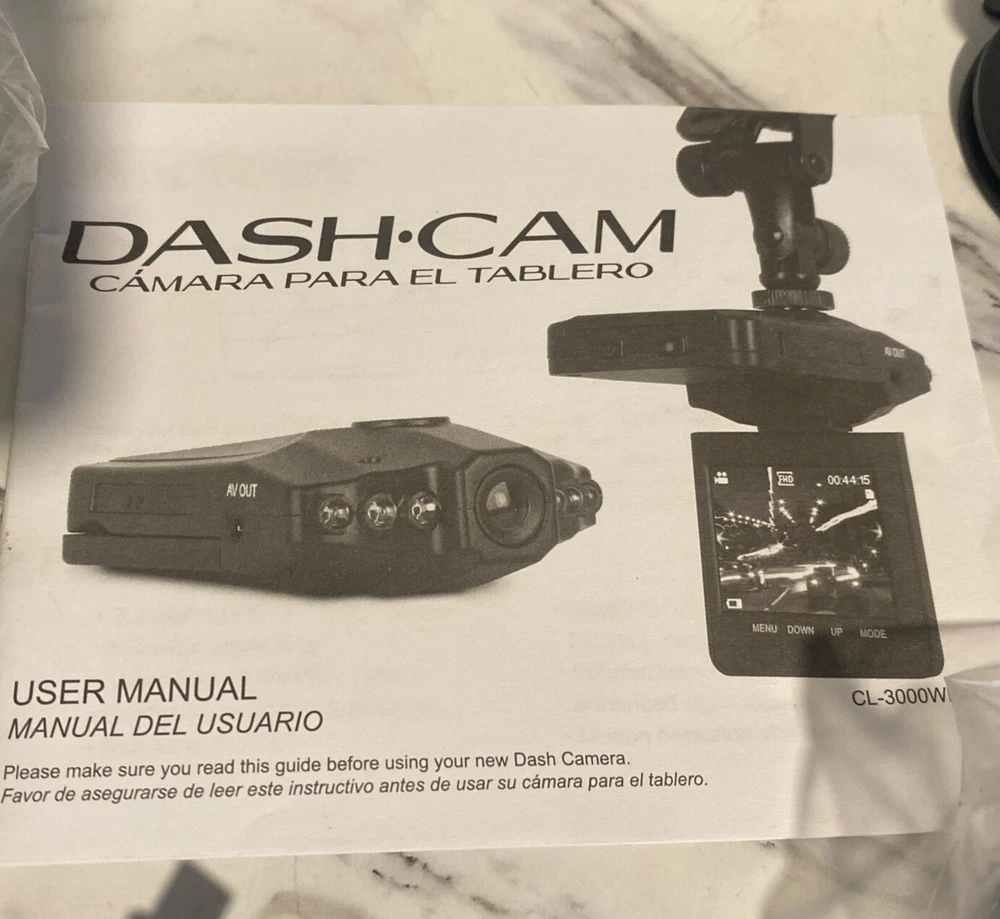 DASH·CAM
CÁMARA PARA EL TABLERO
AV OUT
AV OUT
FHD
00:44:15
MENU DOWN UP MODE
CL-3000W
USER MANUAL
MANUAL DEL USUARIO
Please make sure you read this guide before using your new Dash Camera.
Favor de asegurarse de leer este instructivo antes de usar su cámara para el tablero.